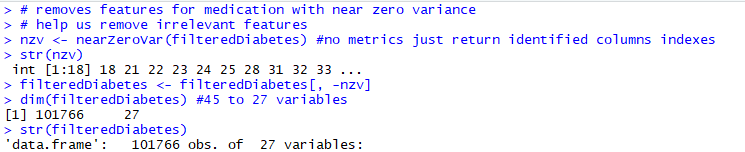 > # removes features for medication with near zero variance
> # help us remove irrelevant features
> nzv <- nearZeroVar(filteredDiabetes) #no metrics just return identified columns indexes
> str(nzv)
 int [1:18] 18 21 22 23 24 25 28 31 32 33 ...
> filteredDiabetes <- filteredDiabetes[, -nzv]
> dim(filteredDiabetes) #45 to 27 variables
[1] 101766     27
> str(filteredDiabetes)
'data.frame':   101766 obs. of  27 variables: